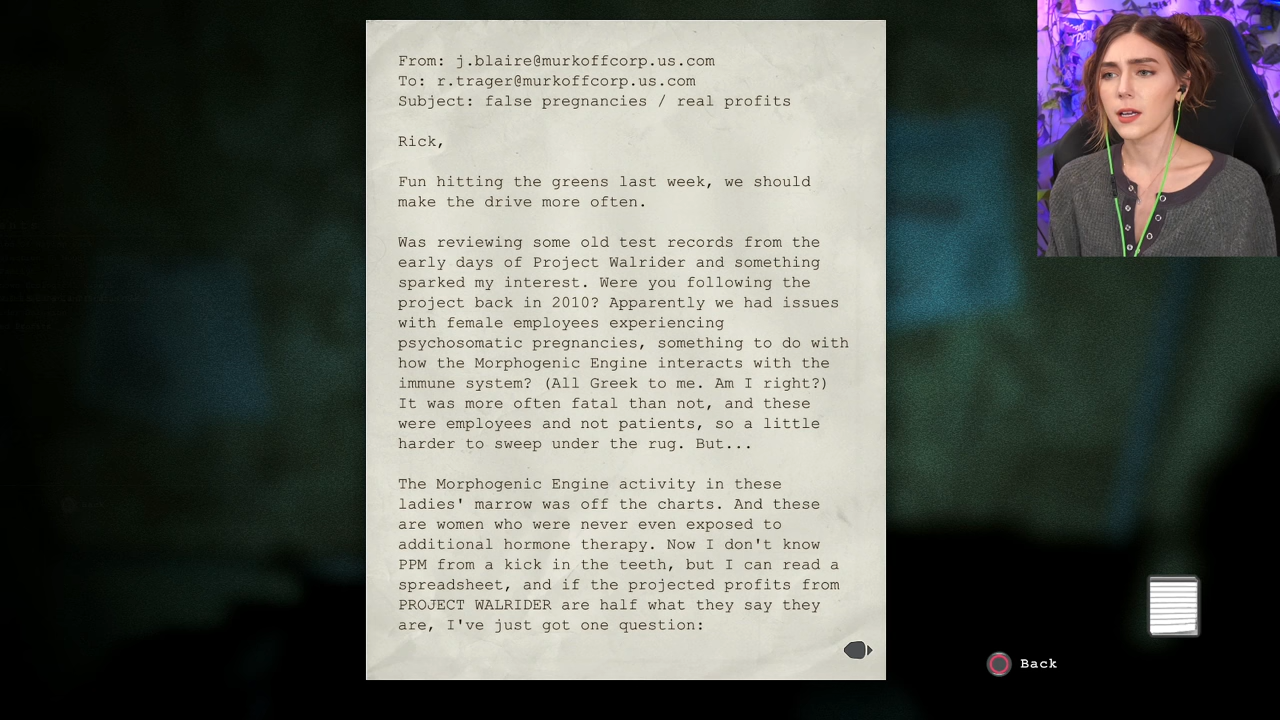 From: j.blaire@murkoffcorp.us.com
To: r.trager@murkoffcorp.us.com
Subject: false pregnancies / real profits
Rick,
Fun hitting the greens last week, we should
make the drive more often.
Was reviewing some old test records from the
early days of Project Walrider and something
sparked my interest. Were you following the
project back in 2010? Apparently we had issues
with female employees experiencing
psychosomatic pregnancies, something to do with
how the Morphogenic Engine interacts with the
immune system? (All Greek to me. Am I right?)
It was more often fatal than not, and these
were employees and not patients, so a little
harder to sweep under the rug. But...
The Morphogenic Engine activity in these
ladies' marrow was off the charts. And these
are women who were never even exposed to
additional hormone therapy. Now I don't know
PPM from a kick in the teeth, but I can read a
spreadsheet, and if the projected profits from
PROJECT WALRIDER are half what they say they
are, I've just got one question:
Back